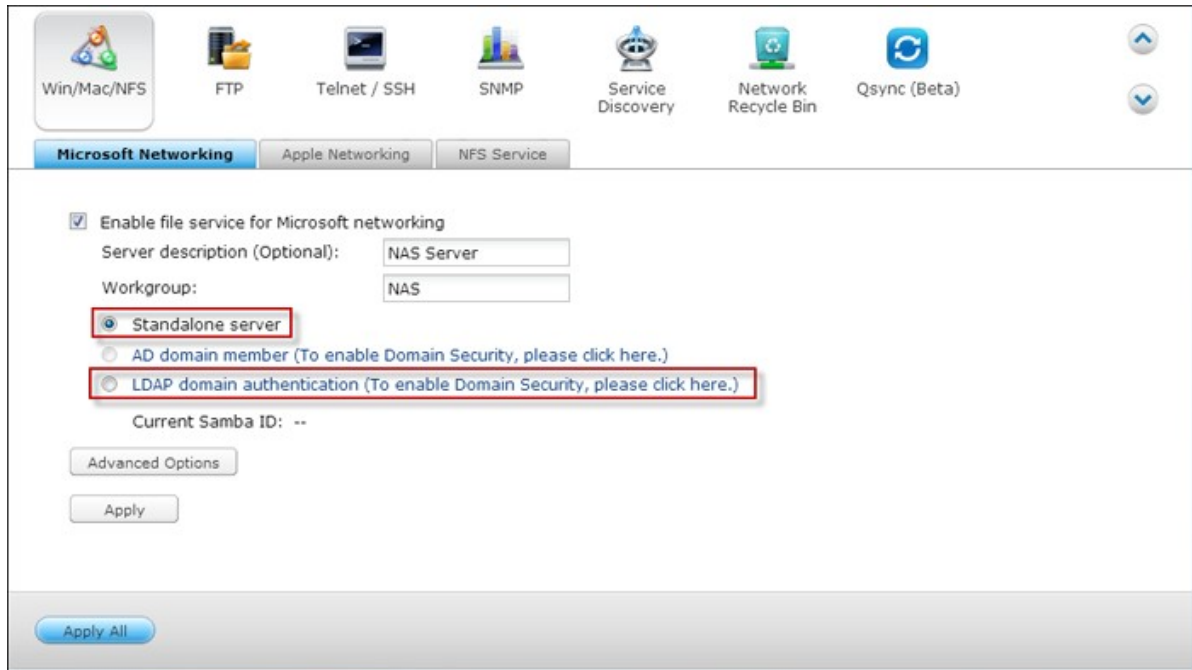 Win/Mac/NFS FTP Telnet / SSH SNMP Service Discovery Network Recycle Bin Qsync (Beta)
Microsoft Networking Apple Networking NFS Service
Enable file service for Microsoft networking
Server description (Optional): NAS Server
Workgroup: NAS
Standalone server
AD domain member (To enable Domain Security, please click here.)
LDAP domain authentication (To enable Domain Security, please click here.)
Current Samba ID: --
Advanced Options
Apply
Apply All